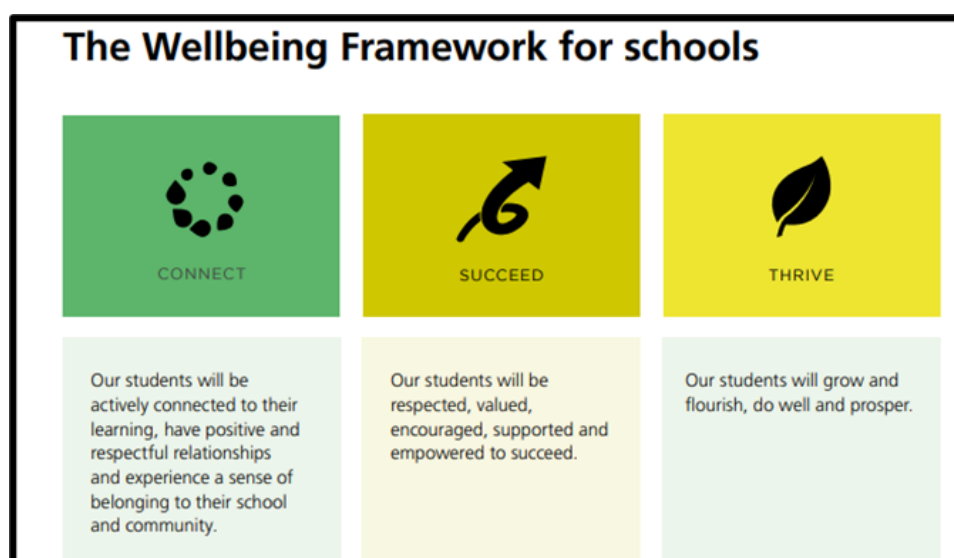 The Wellbeing Framework for schools
CONNECT
SUCCEED
THRIVE
Our students will be
actively connected to their
learning, have positive and
respectful relationships
and experience a sense of
belonging to their school
and community.
Our students will be
respected, valued,
encouraged, supported and
empowered to succeed.
Our students will grow and
flourish, do well and prosper.